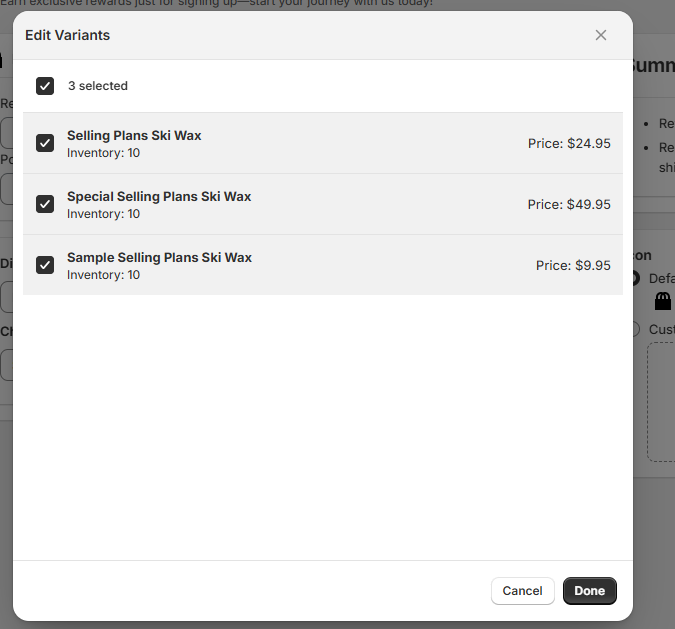 Earn exclusive rewards just for signing up—start your journey with us today!
Edit Variants
3 selected
Selling Plans Ski Wax
Inventory: 10
Price: $24.95
Special Selling Plans Ski Wax
Inventory: 10
Price: $49.95
Sample Selling Plans Ski Wax
Inventory: 10
Price: $9.95
Cancel
Done
Re
Po
Di
Ch
Summ
Re
Re
shi
con
Defa
Cust